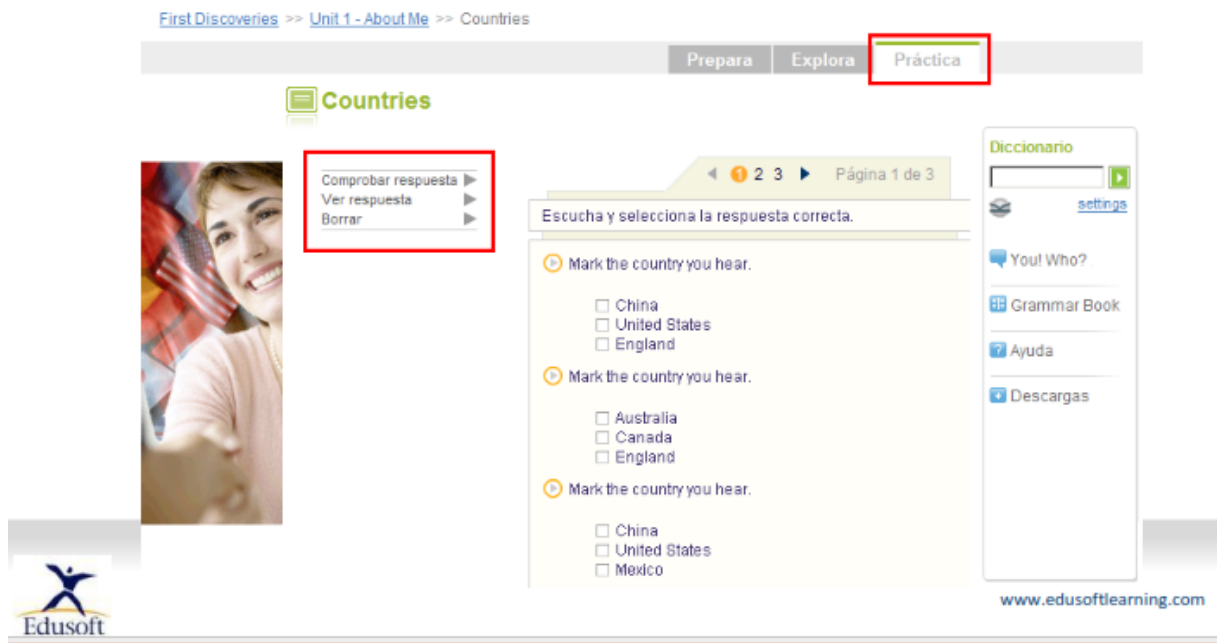 First Discoveries >> Unit 1 - About Me >> Countries
Prepara Explora Práctica
Countries
Comprobar respuesta
Ver respuesta
Borrar
1 2 3 Página 1 de 3
Escucha y selecciona la respuesta correcta.
Mark the country you hear.
China
United States
England
Mark the country you hear.
Australia
Canada
England
Mark the country you hear.
China
United States
Mexico
Diccionario
settings
You! Who?
Grammar Book
Ayuda
Descargas
Edusoft
www.edusoftlearning.com